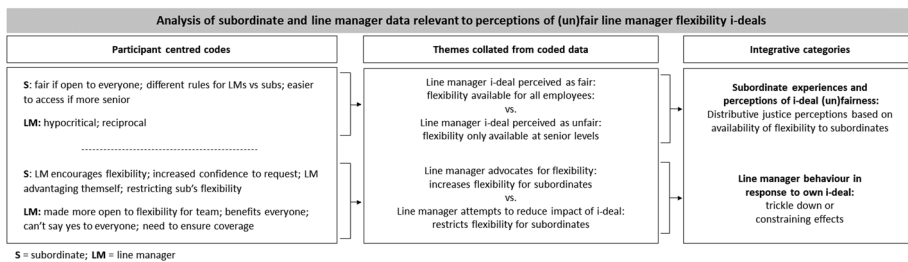 Analysis of subordinate and line manager data relevant to perceptions of (un)fair line manager flexibility i-deals
Participant centred codes
Themes collated from coded data
Integrative categories
S: fair if open to everyone; different rules for LMs vs subs; easier
to access if more senior
LM: hypocritical; reciprocal
S: LM encourages flexibility; increased confidence to request; LM
advantaging themself; restricting sub's flexibility
LM: made more open to flexibility for team; benefits everyone;
can't say yes to everyone; need to ensure coverage
Line manager i-deal perceived as fair:
flexibility available for all employees:
vs.
Line manager i-deal perceived as unfair:
flexibility only available at senior levels
Line manager advocates for flexibility:
increases flexibility for subordinates
vs.
Line manager attempts to reduce impact of i-deal:
restricts flexibility for subordinates
Subordinate experiences and
perceptions of i-deal (un)fairness:
Distributive justice perceptions based on
availability of flexibility to subordinates
Line manager behaviour in
response to own i-deal:
trickle down or
constraining effects
S = subordinate; LM = line manager